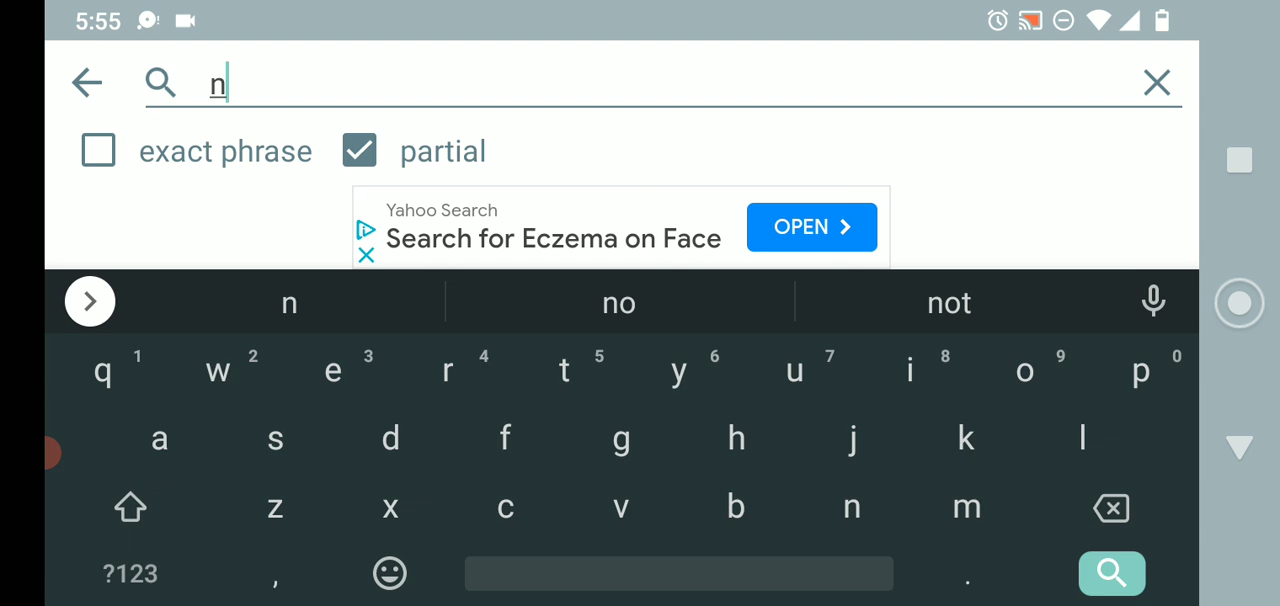 5:55
n
exact phrase partial
Yahoo Search
Search for Eczema on Face
OPEN
n no not
q 1 w 2 e 3 r 4 t 5 y 6 u 7 i 8 o 9 p 0
a s d f g h j k l
z x c v b n m
?123 , .